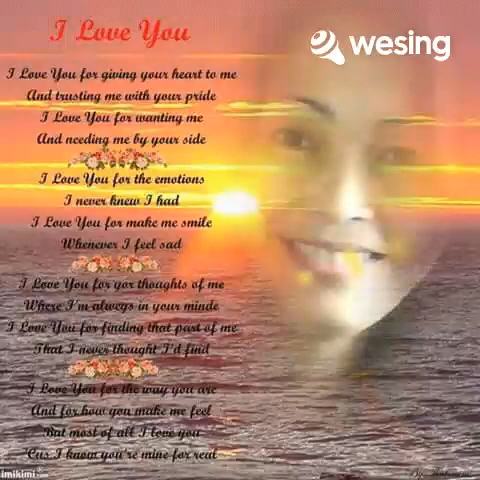 I Love You
wesing
I Love You for giving your heart to me
And trusting me with your pride
I Love You for wanting me
And needing me by your side
I Love You for the emotions
I never knew I had
I Love You for make me smile
Whenever I feel sad
I Love You for gor thoughts of me
Where I'm alwegs in your minde
I Love You for finding that part of me
That I never thought I'd find
I Love You for the way you are
And for how you make me feel
But most of all I love you
'Cus I know you're mine for real
imikimi
By: